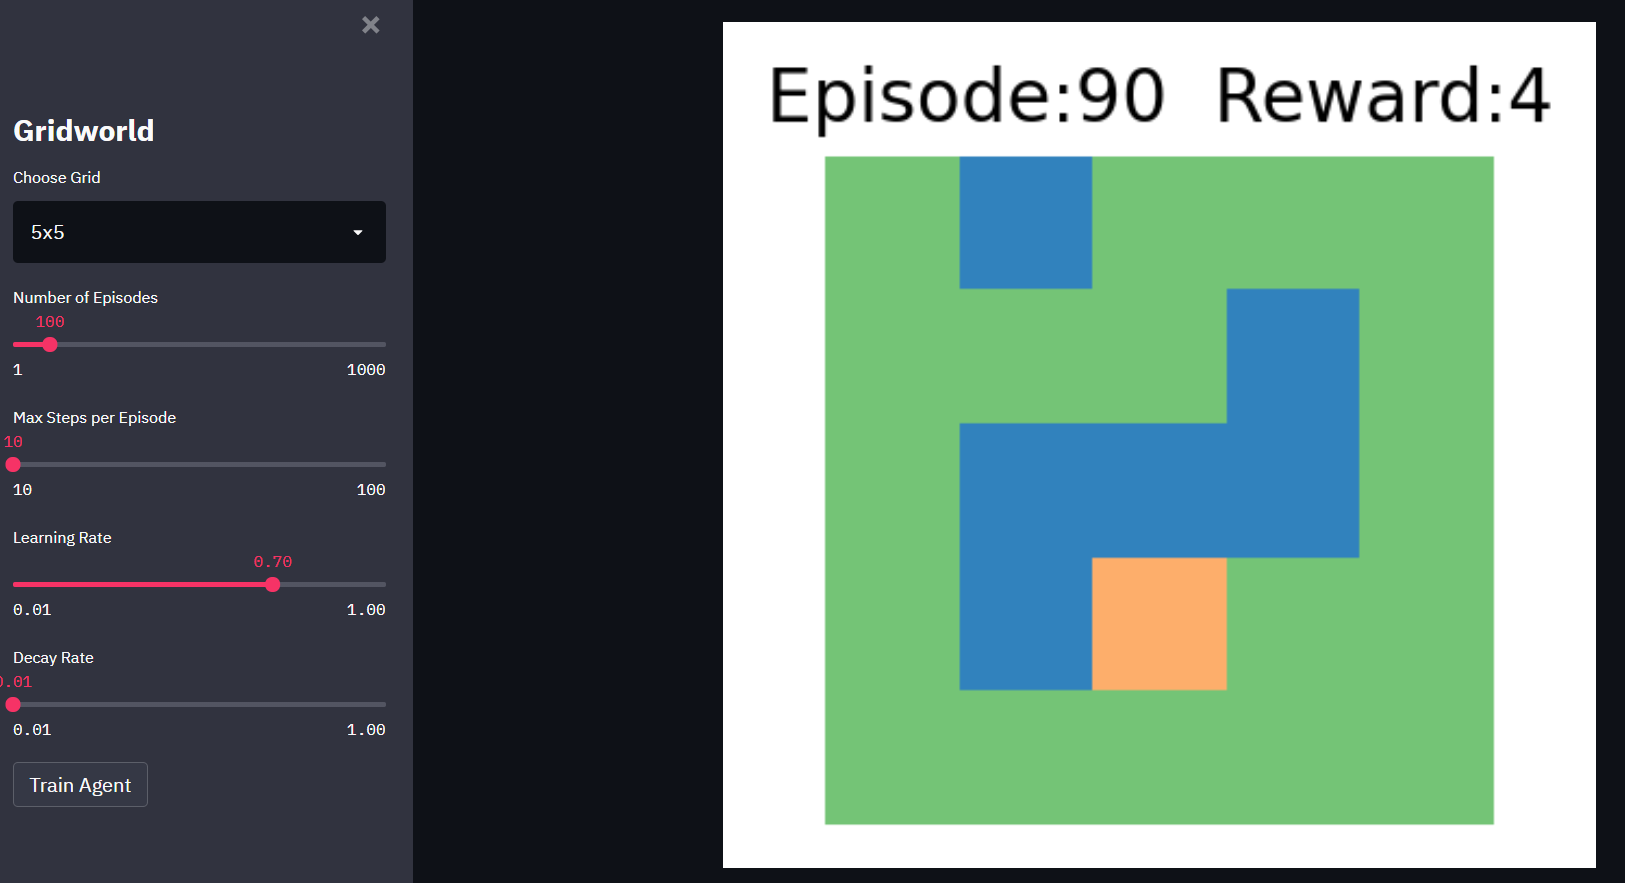 Gridworld
Choose Grid
5x5
Number of Episodes
100
1 1000
Max Steps per Episode
10
10 100
Learning Rate
0.70
0.01 1.00
Decay Rate
0.01
0.01 1.00
Train Agent
Episode:90 Reward:4